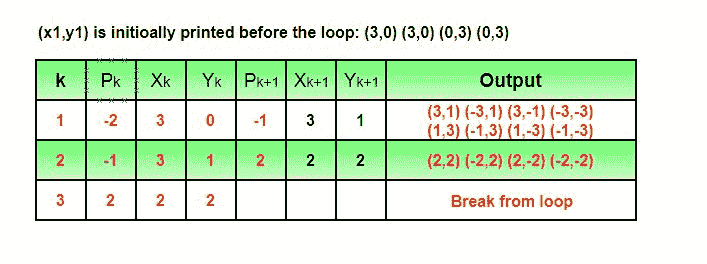 (x1,y1) is initioally printed before the loop: (3,0) (3,0) (0,3) (0,3)
k Pk Xk Yk Pk+1 Xk+1 Yk+1 Output
1 -2 3 0 -1 3 1 (3,1) (-3,1) (3,-1) (-3,-3)
(1,3) (-1,3) (1,-3) (-1,-3)
2 -1 3 1 2 2 2 (2,2) (-2,2) (2,-2) (-2,-2)
3 2 2 2 Break from loop